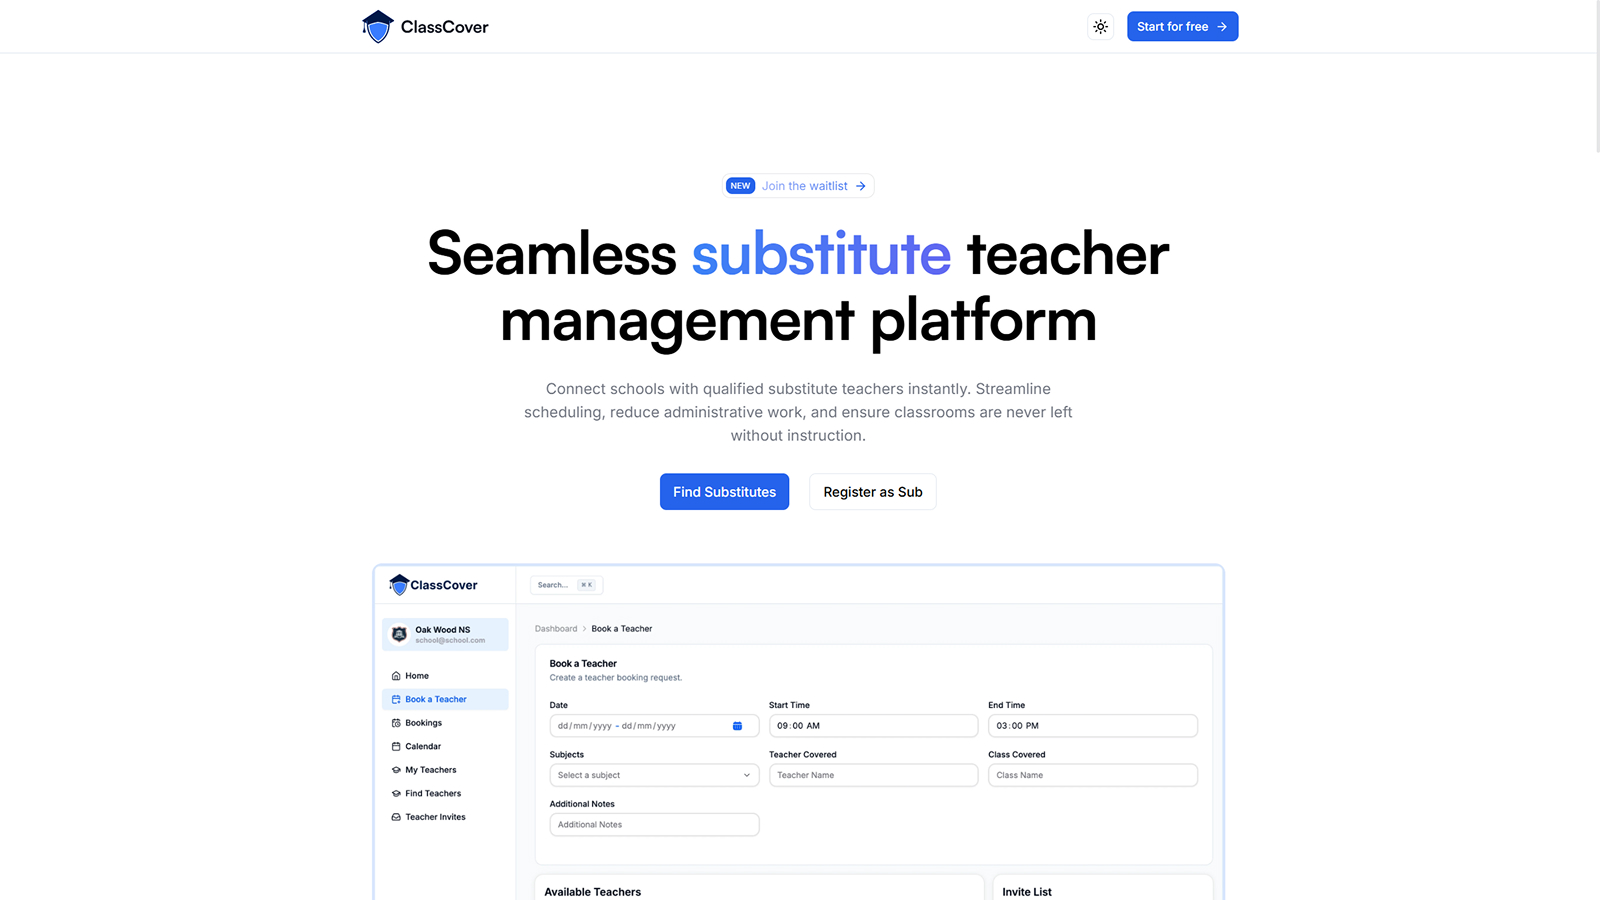 ClassCover
Start for free
NEW Join the waitlist
Seamless substitute teacher
management platform
Connect schools with qualified substitute teachers instantly. Streamline
scheduling, reduce administrative work, and ensure classrooms are never left
without instruction.
Find Substitutes
Register as Sub
ClassCover
Search...
⌘ K
Oak Wood NS
school@school.com
Home
Book a Teacher
Bookings
Calendar
My Teachers
Find Teachers
Teacher Invites
Dashboard > Book a Teacher
Book a Teacher
Create a teacher booking request.
Date
dd/mm/yyyy - dd/mm/yyyy
Start Time
09:00 AM
End Time
03:00 PM
Subjects
Select a subject
Teacher Covered
Teacher Name
Class Covered
Class Name
Additional Notes
Additional Notes
Available Teachers
Invite List